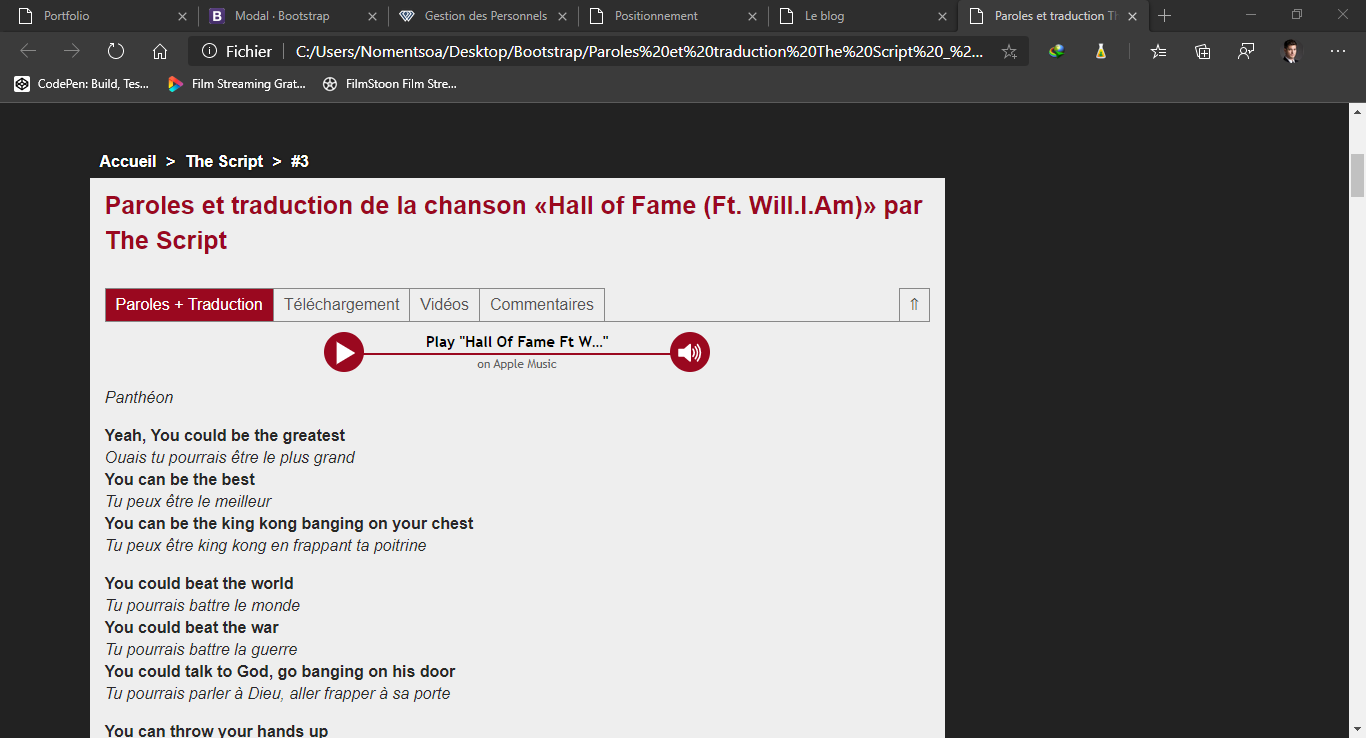 Portfolio
Modal · Bootstrap
Gestion des Personnels
Positionnement
Le blog
Paroles et traduction Th
Fichier
C:/Users/Nomentsoa/Desktop/Bootstrap/Paroles%20et%20traduction%20The%20Script%20_%2...
CodePen: Build, Tes...
Film Streaming Grat...
FilmStoon Film Stre...
Accueil > The Script > #3
Paroles et traduction de la chanson «Hall of Fame (Ft. Will.I.Am)» par
The Script
Paroles + Traduction
Téléchargement
Vidéos
Commentaires
⇑
Play "Hall Of Fame Ft W..."
on Apple Music
Panthéon
Yeah, You could be the greatest
Ouais tu pourrais être le plus grand
You can be the best
Tu peux être le meilleur
You can be the king kong banging on your chest
Tu peux être king kong en frappant ta poitrine
You could beat the world
Tu pourrais battre le monde
You could beat the war
Tu pourrais battre la guerre
You could talk to God, go banging on his door
Tu pourrais parler à Dieu, aller frapper à sa porte
You can throw your hands up